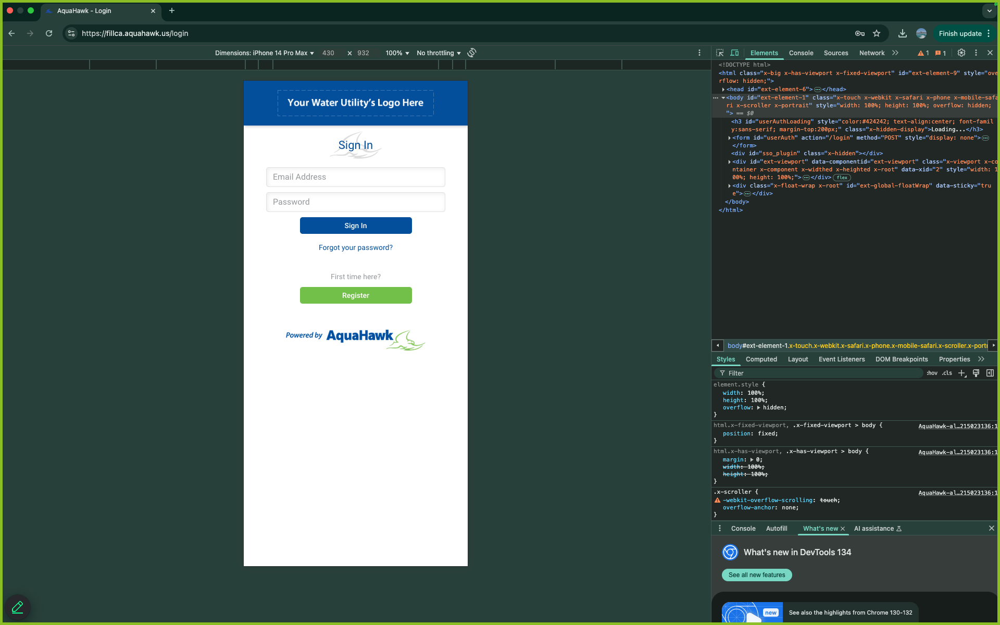 AquaHawk - Login
https://fillca.aquahawk.us/login
Finish update
Dimensions: iPhone 14 Pro Max 430 x 932 100% No throttling
Your Water Utility's Logo Here
Sign In
Email Address
Password
Sign In
Forgot your password?
First time here?
Register
Powered by AquaHawk
Elements Console Sources Network 1 1
<!DOCTYPE html>
<html class="x-big x-has-viewport x-fixed-viewport" id="ext-element-9" style="ove
rflow: hidden;">
<head id="ext-element-6"> </head>
<body id="ext-element-1" class="x-touch x-webkit x-safari x-phone x-mobile-safa
ri x-scroller x-portrait" style="width: 100%; height: 100%; overflow: hidden;
"> == $0
<h3 id="userAuthLoading" style="color:#424242; text-align:center; font-famil
y:sans-serif; margin-top:200px;" class="x-hidden-display">Loading...</h3>
<form id="userAuth" action="/login" method="POST" style="display: none">
</form>
<div id="sso_plugin" class="x-hidden"></div>
<div id="ext-viewport" data-componentid="ext-viewport" class="x-viewport x-co
ntainer x-component x-widthed x-heighted x-root" data-xid="2" style="width: 1
00%; height: 100%;"> </div> flex
<div class="x-float-wrap x-root" id="ext-global-floatWrap" data-sticky="tru
e"> </div>
</body>
</html>
body#ext-element-1.x-touch.x-webkit.x-safari.x-phone.x-mobile-safari.x-scroller.x-portr
Styles Computed Layout Event Listeners DOM Breakpoints Properties
Filter :hov .cls
element.style {
width: 100%;
height: 100%;
overflow: hidden;
}
html.x-fixed-viewport, .x-fixed-viewport > body { AquaHawk-al…215023136:1
position: fixed;
}
html.x-has-viewport, .x-has-viewport > body { AquaHawk-al…215023136:1
margin: 0;
width: 100%;
height: 100%;
}
.x-scroller { AquaHawk-al…215023136:1
-webkit-overflow-scrolling: touch;
overflow-anchor: none;
}
Console Autofill What's new AI assistance
What's new in DevTools 134
See all new features
new See also the highlights from Chrome 130-132